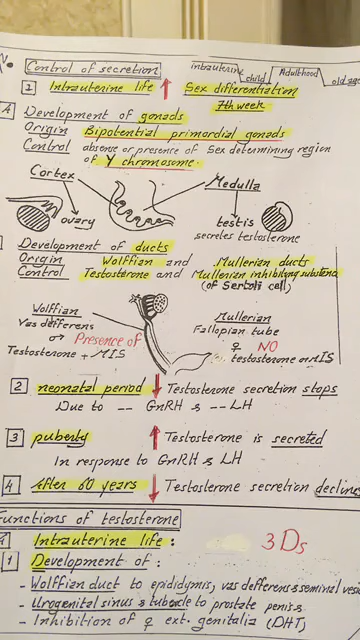 Control of secretion
intrauterine child Adulthood old age
1 Intrauterine life ↑ Sex differentiation
7th week
A Development of gonads
Origin Bipotential primordial gonads
Control absence or presence of Sex determining region
of Y chromosome.
Cortex Medulla
ovary testis
secretes testosterone
Development of ducts
Origin Wolffian and Mullerian ducts
Control Testosterone and Mullerian inhibiting substance
(of Sertoli cell)
Wolffian Mullerian
Vas differens Fallopian tube
♂ Presence of ♀ NO
Testosterone + MIS testosterone or MIS
2 neonatal period ↓ Testosterone secretion stops
Due to -- GnRH & -- LH
3 puberty ↑ Testosterone is secreted
In response to GnRH & LH
4 After 60 years ↓ Testosterone secretion declines
Functions of testosterone
Intrauterine life : 3Ds
1 Development of :
- Wolffian duct to epididymis, vas defferens & seminal vesi
- Urogenital sinus & tubercle to prostate penis &
- Inhibition of ♀ ext. genitalia (DHT)